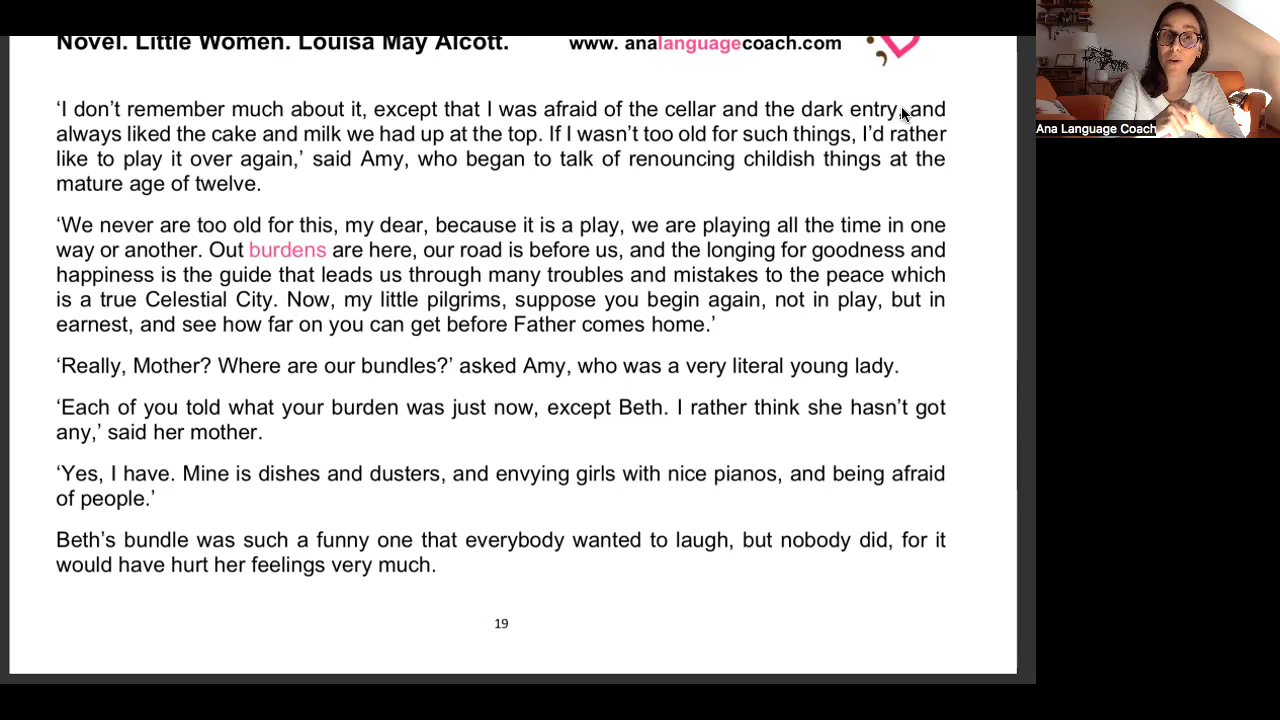 Novel. Little Women. Louisa May Alcott. www. analanguagecoach.com
‘I don’t remember much about it, except that I was afraid of the cellar and the dark entry, and
always liked the cake and milk we had up at the top. If I wasn’t too old for such things, I’d rather
like to play it over again,’ said Amy, who began to talk of renouncing childish things at the
mature age of twelve.
‘We never are too old for this, my dear, because it is a play, we are playing all the time in one
way or another. Out burdens are here, our road is before us, and the longing for goodness and
happiness is the guide that leads us through many troubles and mistakes to the peace which
is a true Celestial City. Now, my little pilgrims, suppose you begin again, not in play, but in
earnest, and see how far on you can get before Father comes home.’
‘Really, Mother? Where are our bundles?’ asked Amy, who was a very literal young lady.
‘Each of you told what your burden was just now, except Beth. I rather think she hasn’t got
any,’ said her mother.
‘Yes, I have. Mine is dishes and dusters, and envying girls with nice pianos, and being afraid
of people.’
Beth’s bundle was such a funny one that everybody wanted to laugh, but nobody did, for it
would have hurt her feelings very much.
19
Ana Language Coach